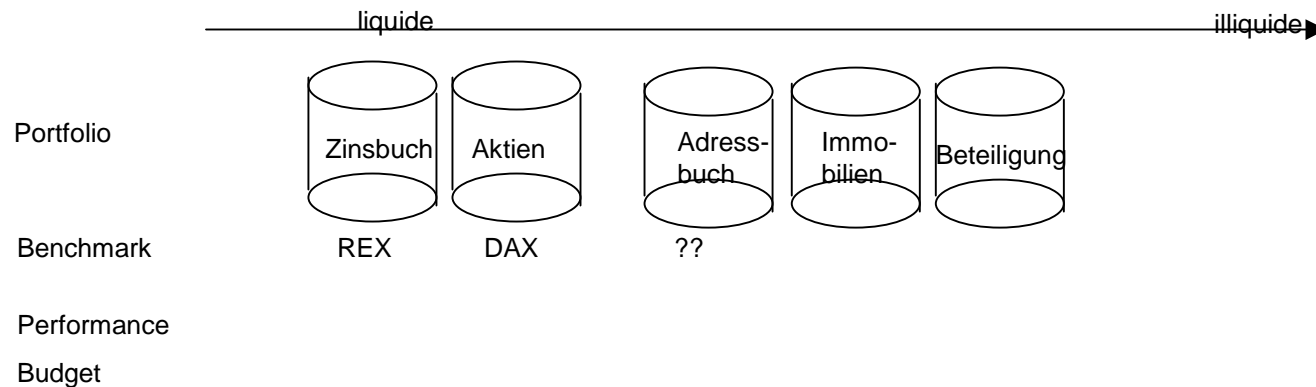 liquide illiquide
Portfolio
Zinsbuch Aktien
Adress-
buch
Immo-
bilien
Beteiligung
Benchmark REX DAX ??
Performance
Budget